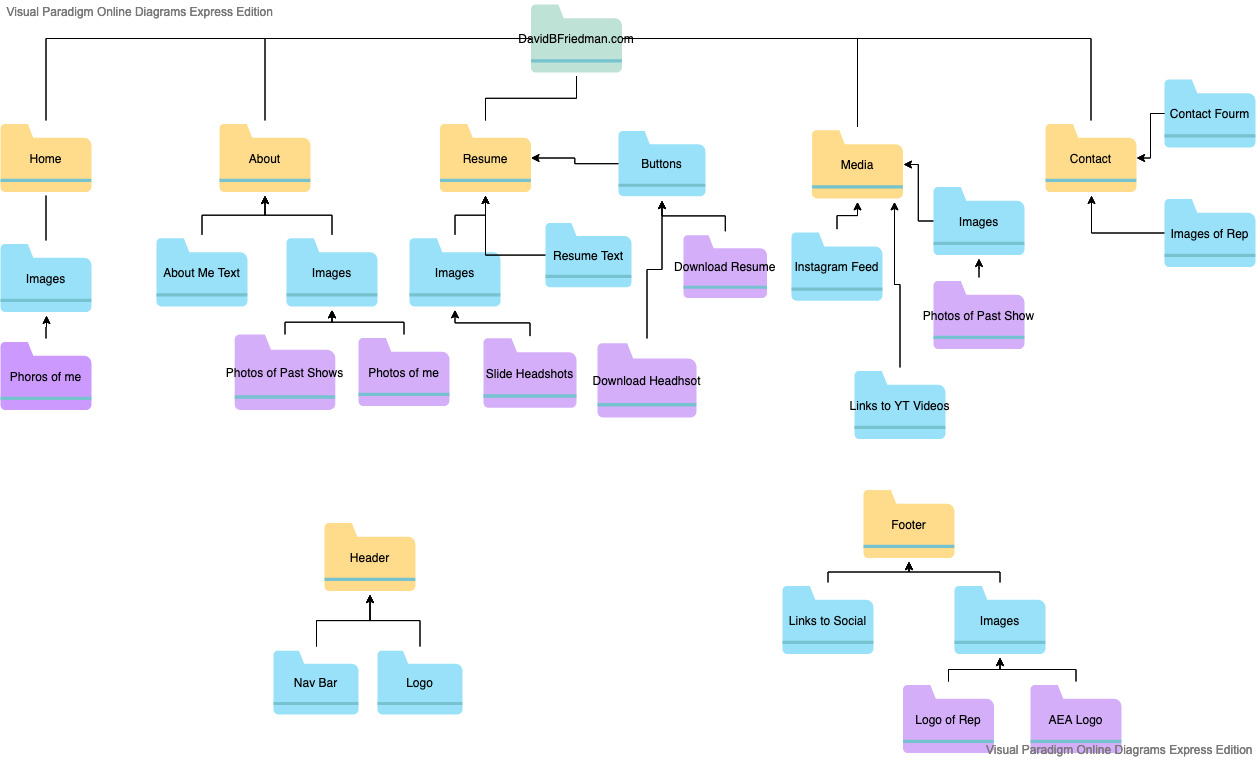 Visual Paradigm Online Diagrams Express Edition
DavidBFriedman.com
Home
About
Resume
Buttons
Media
Contact
Contact Fourm
Images
About Me Text
Images
Images
Resume Text
Download Resume
Instagram Feed
Images
Images of Rep
Phoros of me
Photos of Past Shows
Photos of me
Slide Headshots
Download Headhsot
Photos of Past Show
Links to YT Videos
Header
Footer
Nav Bar
Logo
Links to Social
Images
Logo of Rep
AEA Logo
Visual Paradigm Online Diagrams Express Edition